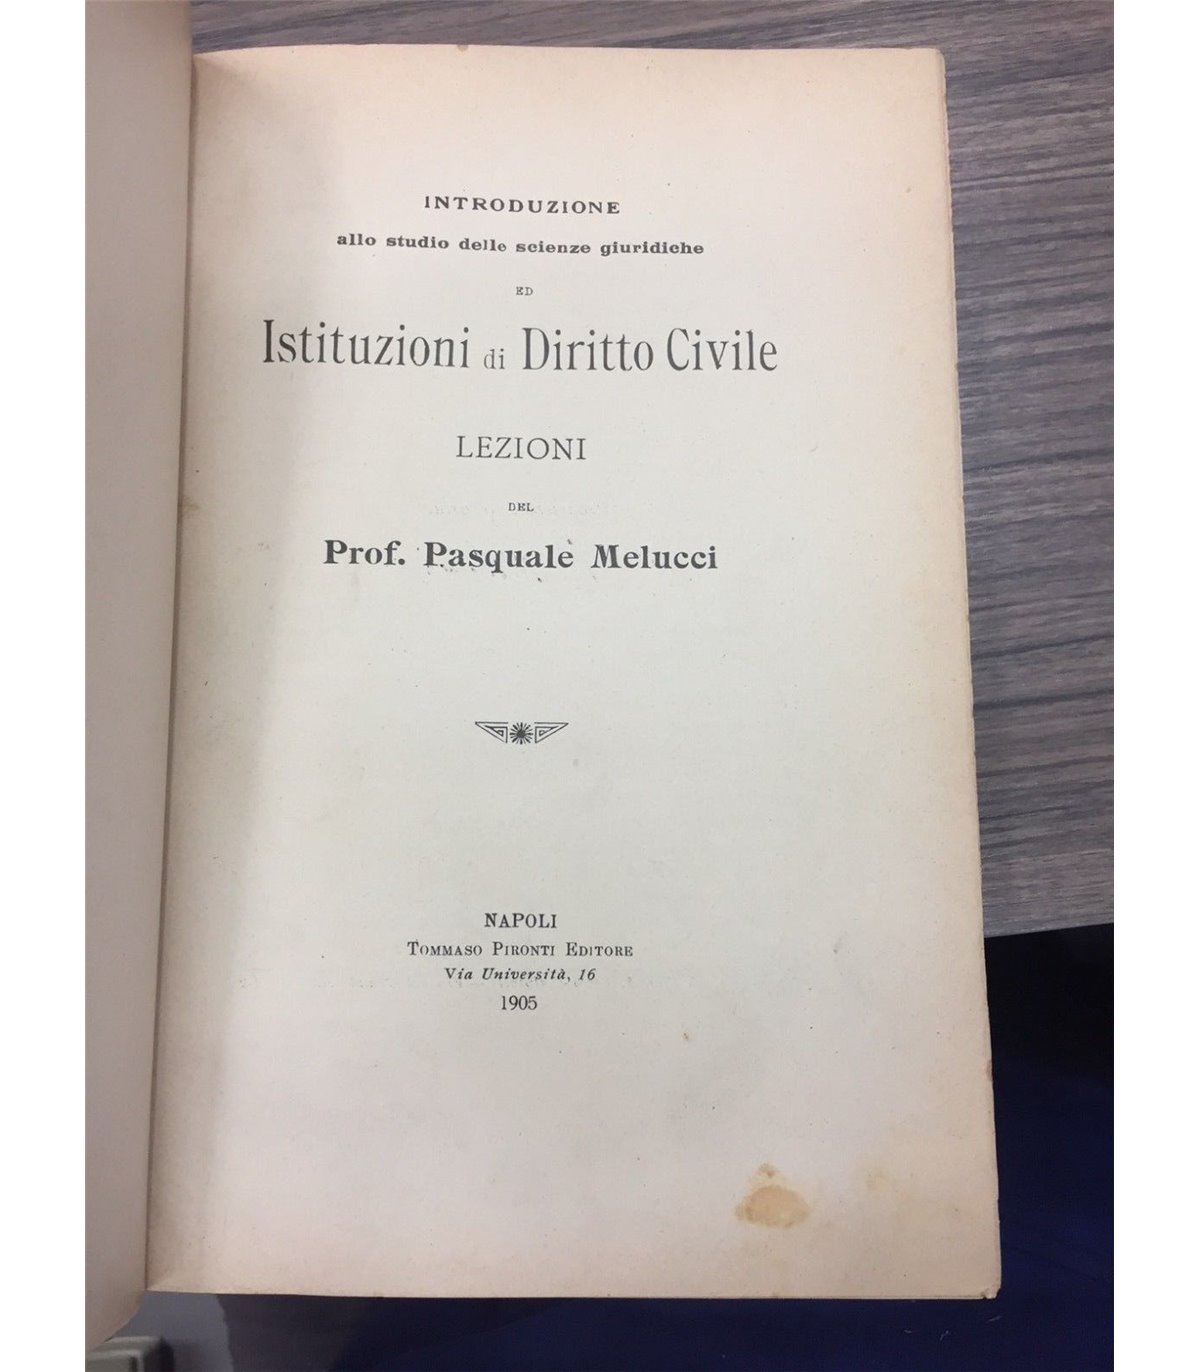 INTRODUZIONE
allo studio delle scienze giuridiche
ED
Istituzioni di Diritto Civile
LEZIONI
DEL
Prof. Pasquale Melucci
NAPOLI
TOMMASO PIRONTI EDITORE
Via Università, 16
1905